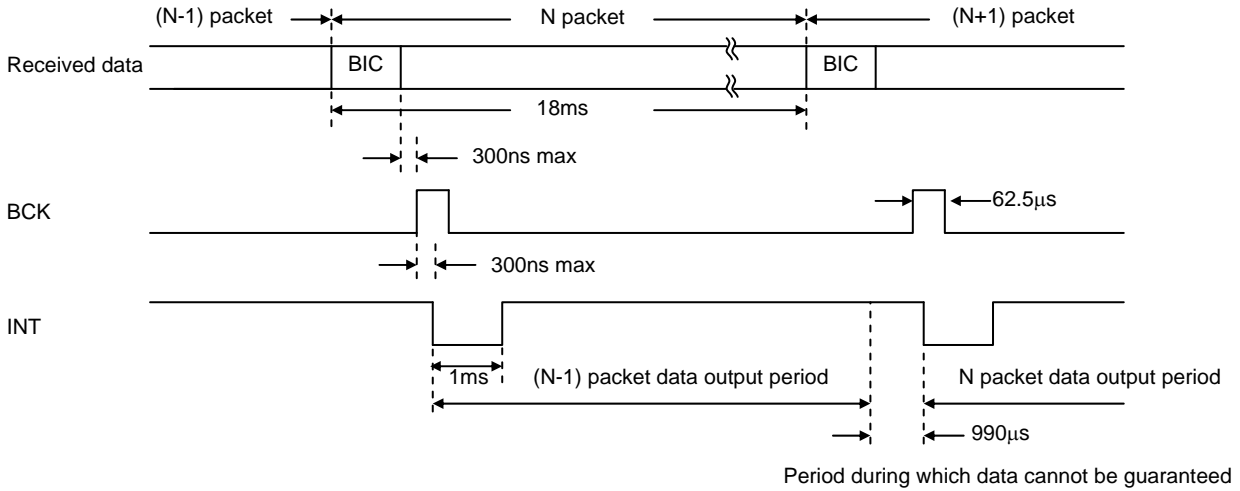 (N-1) packet
N packet
(N+1) packet
Received data
BIC
BIC
18ms
300ns max
BCK
62.5μs
300ns max
INT
1ms
(N-1) packet data output period
N packet data output period
990μs
Period during which data cannot be guaranteed